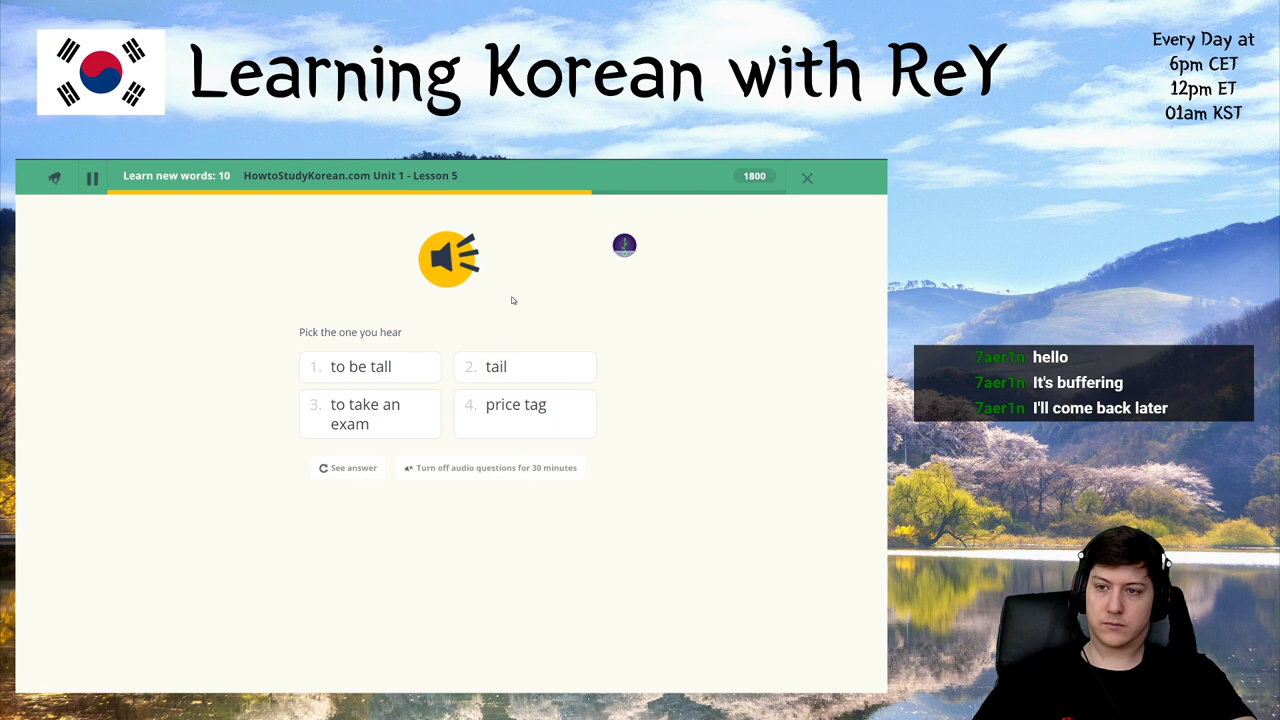 Learning Korean with ReY
Every Day at
6pm CET
12pm ET
01am KST
Learn new words: 10 HowtoStudyKorean.com Unit 1 - Lesson 5 1800
Pick the one you hear
1. to be tall
2. tail
3. to take an
exam
4. price tag
See answer
Turn off audio questions for 30 minutes
7aer1n hello
7aer1n It's buffering
7aer1n I'll come back later